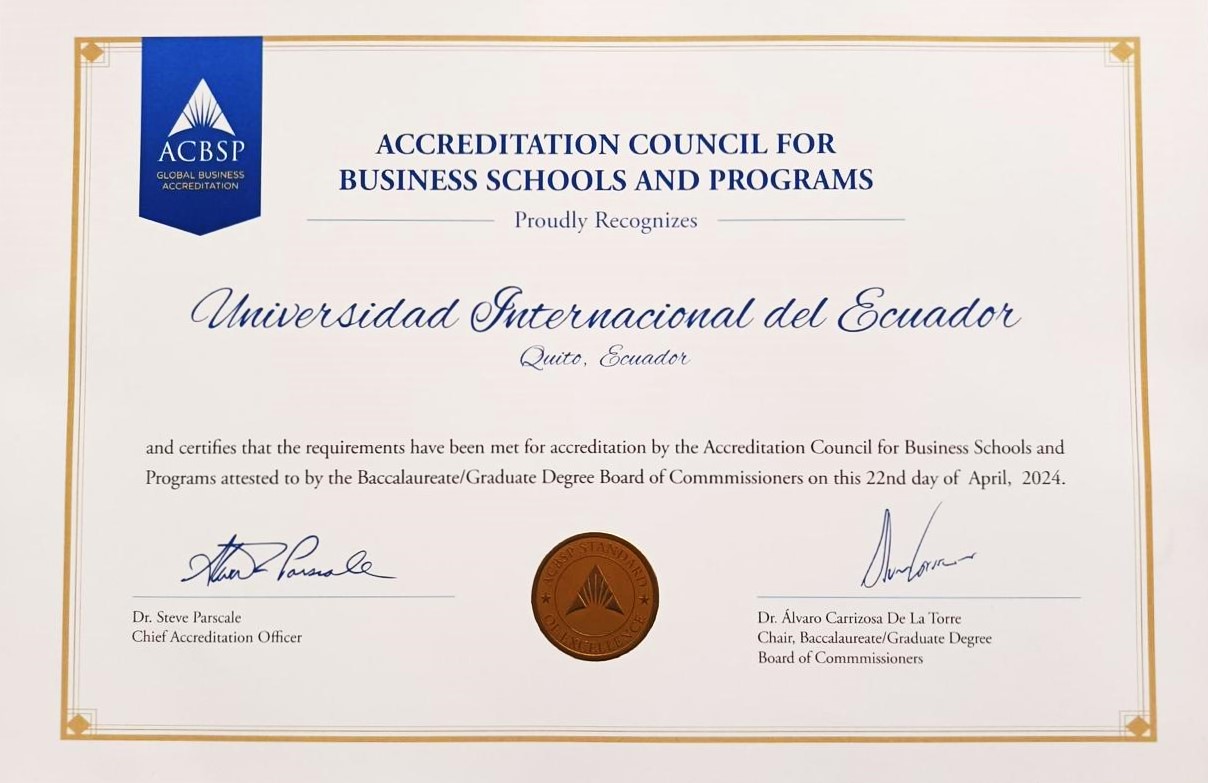 ACBSP
GLOBAL BUSINESS
ACCREDITATION
ACCREDITATION COUNCIL FOR
BUSINESS SCHOOLS AND PROGRAMS
Proudly Recognizes
Universidad Internacional del Ecuador
Quito, Ecuador
and certifies that the requirements have been met for accreditation by the Accreditation Council for Business Schools and
Programs attested to by the Baccalaureate/Graduate Degree Board of Commmissioners on this 22nd day of April, 2024.
Steve Parscale
Dr. Steve Parscale
Chief Accreditation Officer
ACBSP STANDARD
OF EXCELLENCE
Dr. Álvaro Carrizosa De La Torre
Chair, Baccalaureate/Graduate Degree
Board of Commmissioners